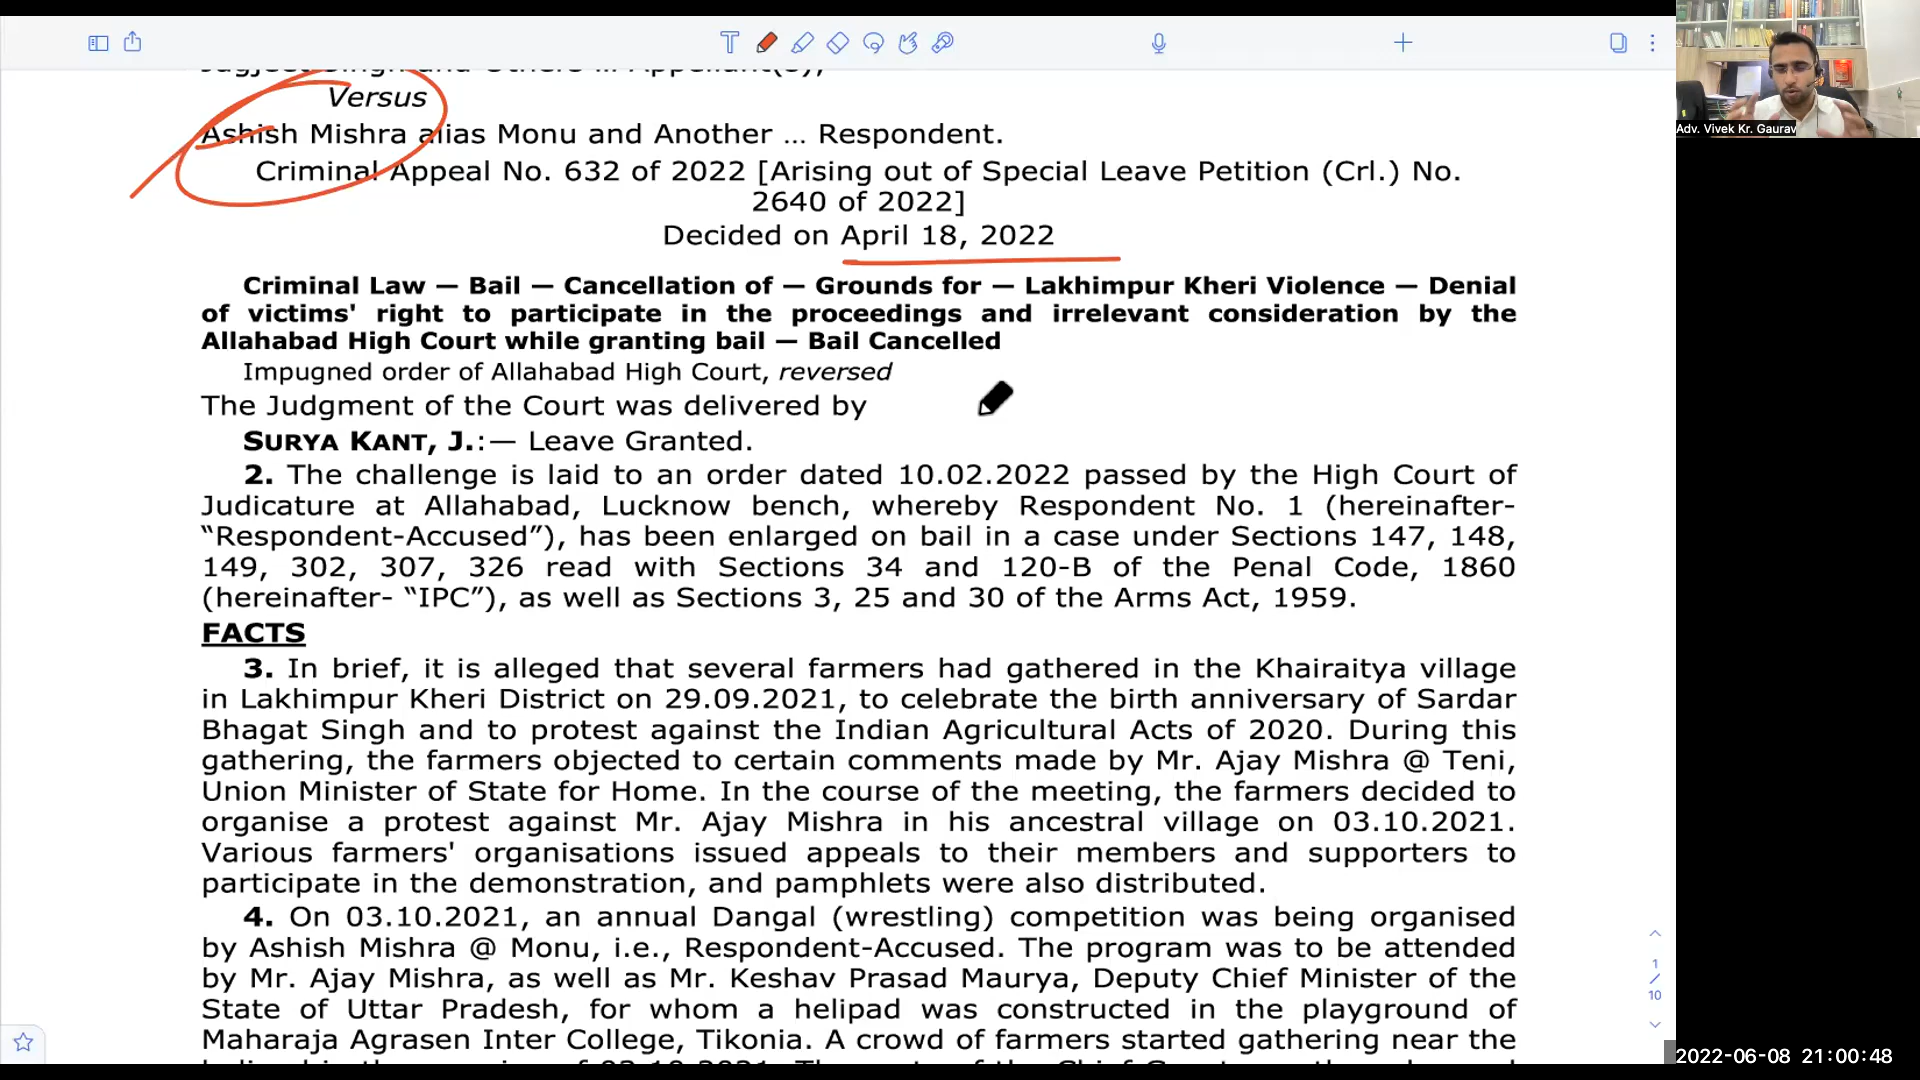 Jagjeet Singh and Others ... Appellant(s);
Versus
Ashish Mishra alias Monu and Another ... Respondent.
Criminal Appeal No. 632 of 2022 [Arising out of Special Leave Petition (Crl.) No.
2640 of 2022]
Decided on April 18, 2022
Criminal Law — Bail — Cancellation of — Grounds for — Lakhimpur Kheri Violence — Denial
of victims' right to participate in the proceedings and irrelevant consideration by the
Allahabad High Court while granting bail — Bail Cancelled
Impugned order of Allahabad High Court, reversed
The Judgment of the Court was delivered by
SURYA KANT, J.:— Leave Granted.
2. The challenge is laid to an order dated 10.02.2022 passed by the High Court of
Judicature at Allahabad, Lucknow bench, whereby Respondent No. 1 (hereinafter-
“Respondent-Accused”), has been enlarged on bail in a case under Sections 147, 148,
149, 302, 307, 326 read with Sections 34 and 120-B of the Penal Code, 1860
(hereinafter- “IPC”), as well as Sections 3, 25 and 30 of the Arms Act, 1959.
FACTS
3. In brief, it is alleged that several farmers had gathered in the Khairaitya village
in Lakhimpur Kheri District on 29.09.2021, to celebrate the birth anniversary of Sardar
Bhagat Singh and to protest against the Indian Agricultural Acts of 2020. During this
gathering, the farmers objected to certain comments made by Mr. Ajay Mishra @ Teni,
Union Minister of State for Home. In the course of the meeting, the farmers decided to
organise a protest against Mr. Ajay Mishra in his ancestral village on 03.10.2021.
Various farmers' organisations issued appeals to their members and supporters to
participate in the demonstration, and pamphlets were also distributed.
4. On 03.10.2021, an annual Dangal (wrestling) competition was being organised
by Ashish Mishra @ Monu, i.e., Respondent-Accused. The program was to be attended
by Mr. Ajay Mishra, as well as Mr. Keshav Prasad Maurya, Deputy Chief Minister of the
State of Uttar Pradesh, for whom a helipad was constructed in the playground of
Maharaja Agrasen Inter College, Tikonia. A crowd of farmers started gathering near the
1
/
10
Adv. Vivek Kr. Gaurav
2022-06-08 21:00:48